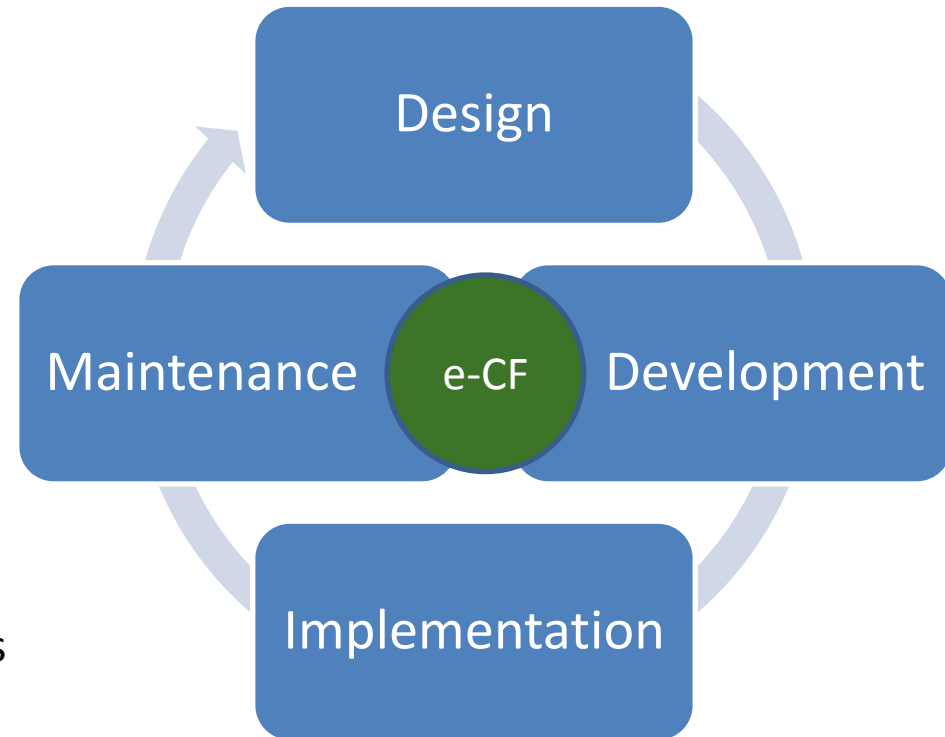 Design
Maintenance
e-CF
Development
Implementation
s